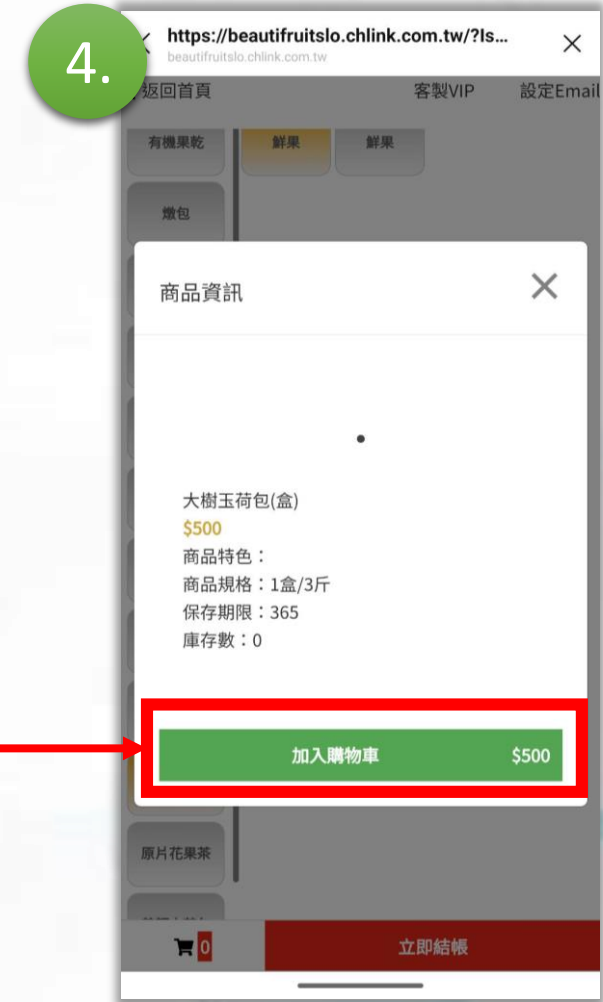 4.
https://beautifruitslo.chlink.com.tw/?Is...
beautifruitslo.chlink.com.tw
返回首頁 客製VIP 設定Email
有機果乾 鮮果 鮮果
燉包
商品資訊
大樹玉荷包(盒)
$500
商品特色：
商品規格：1盒/3斤
保存期限：365
庫存數：0
加入購物車 $500
原片花果茶
0 立即結帳